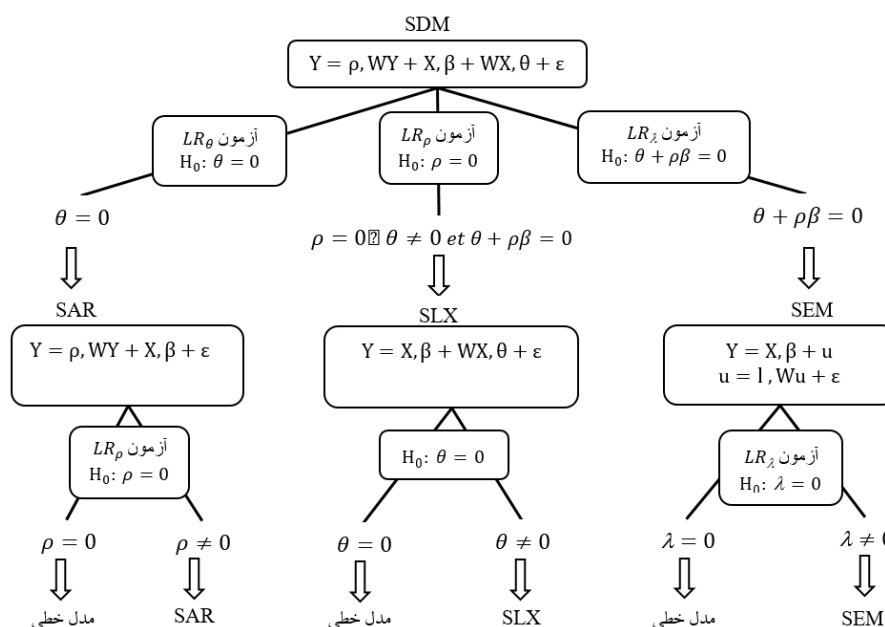 SDM
Y = ρ, WY + X, β + WX, θ + ε
آزمون LR_θ
H₀: θ = 0
آزمون LR_ρ
H₀: ρ = 0
آزمون LR_λ
H₀: θ + ρβ = 0
θ = 0
ρ = 0 θ ≠ 0 et θ + ρβ = 0
θ + ρβ = 0
SAR
SLX
SEM
Y = ρ, WY + X, β + ε
Y = X, β + WX, θ + ε
Y = X, β + u
u = l , Wu + ε
آزمون LR_ρ
H₀: ρ = 0
H₀: θ = 0
آزمون LR_λ
H₀: λ = 0
ρ = 0
ρ ≠ 0
θ = 0
θ ≠ 0
λ = 0
λ ≠ 0
مدل خطی
SAR
مدل خطی
SLX
مدل خطی
SEM